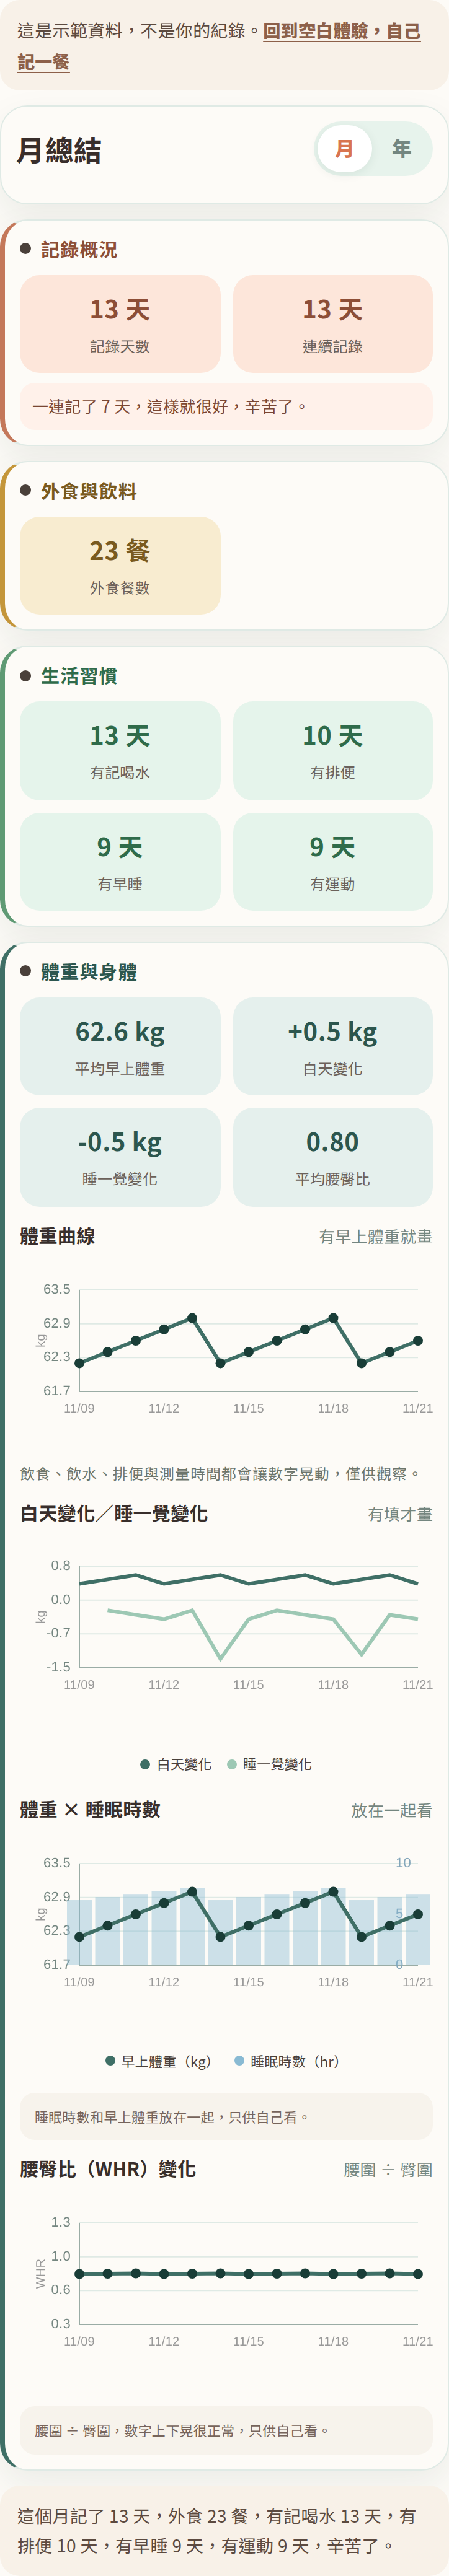 這是示範資料，不是你的紀錄。回到空白體驗，自己
記一餐
月總結
月 年
記錄概況
13 天 13 天
記錄天數 連續記錄
一連記了 7 天，這樣就很好，辛苦了。
外食與飲料
23 餐
外食餐數
生活習慣
13 天 10 天
有記喝水 有排便
9 天 9 天
有早睡 有運動
體重與身體
62.6 kg +0.5 kg
平均早上體重 白天變化
-0.5 kg 0.80
睡一覺變化 平均腰臀比
體重曲線 有早上體重就畫
63.5
62.9
kg
62.3
61.7
11/09 11/12 11/15 11/18 11/21
飲食、飲水、排便與測量時間都會讓數字晃動，僅供觀察。
白天變化／睡一覺變化 有填才畫
0.8
0.0
kg
-0.7
-1.5
11/09 11/12 11/15 11/18 11/21
白天變化 睡一覺變化
體重 × 睡眠時數 放在一起看
63.5 10
62.9
kg 5
62.3
61.7 0
11/09 11/12 11/15 11/18 11/21
早上體重（kg） 睡眠時數（hr）
睡眠時數和早上體重放在一起，只供自己看。
腰臀比（WHR）變化 腰圍 ÷ 臀圍
1.3
1.0
WHR
0.6
0.3
11/09 11/12 11/15 11/18 11/21
腰圍 ÷ 臀圍，數字上下晃很正常，只供自己看。
這個月記了 13 天，外食 23 餐，有記喝水 13 天，有
排便 10 天，有早睡 9 天，有運動 9 天，辛苦了。